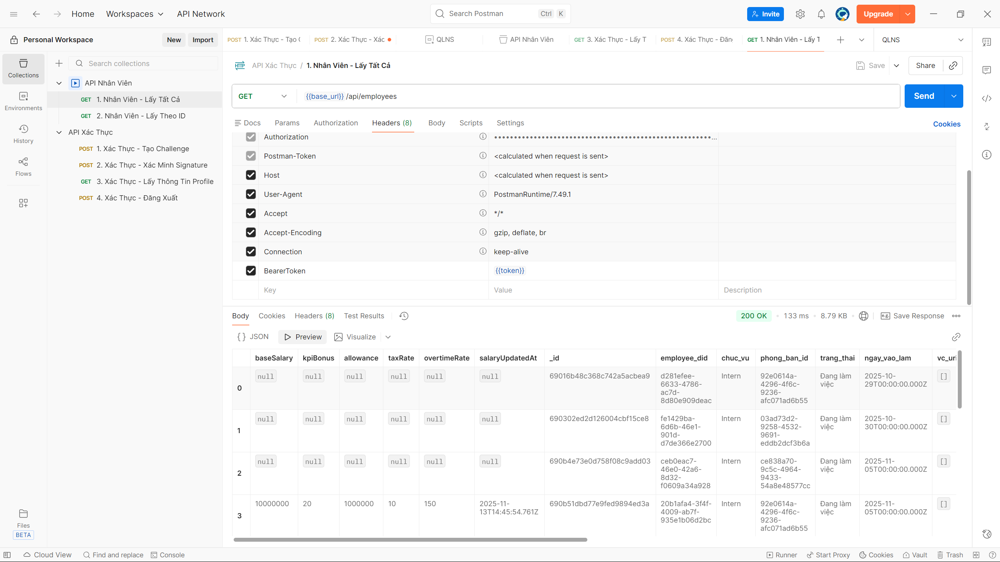 Home Workspaces API Network Search Postman Ctrl K Invite Upgrade
Personal Workspace New Import
POST 1. Xác Thực - Tạo POST 2. Xác Thực - Xác QLNS API Nhân Viên GET 3. Xác Thực - Lấy T POST 4. Xác Thực - Đăn GET 1. Nhân Viên - Lấy T QLNS
Collections
Environments
History
Flows
Files
BETA
Search collections
API Nhân Viên
GET 1. Nhân Viên - Lấy Tất Cả
GET 2. Nhân Viên - Lấy Theo ID
API Xác Thực
POST 1. Xác Thực - Tạo Challenge
POST 2. Xác Thực - Xác Minh Signature
GET 3. Xác Thực - Lấy Thông Tin Profile
POST 4. Xác Thực - Đăng Xuất
HTTP API Xác Thực / 1. Nhân Viên - Lấy Tất Cả Save Share
GET {{base_url}}/api/employees Send
Docs Params Authorization Headers (8) Body Scripts Settings Cookies
Authorization ••••••••••••••••••••••••••••••••••••••••••••••••••••••••...
Postman-Token <calculated when request is sent>
Host <calculated when request is sent>
User-Agent PostmanRuntime/7.49.1
Accept */*
Accept-Encoding gzip, deflate, br
Connection keep-alive
BearerToken {{token}}
Key Value Description
Body Cookies Headers (8) Test Results 200 OK • 133 ms • 8.79 KB • e.g. Save Response
{} JSON Preview Visualize
baseSalary kpiBonus allowance taxRate overtimeRate salaryUpdatedAt _id employee_did chuc_vu phong_ban_id trang_thai ngay_vao_lam vc_uri
0 null null null null null null 69016b48c368c742a5acbea9 d281efee- Intern 92e0614a- Đang làm 2025-10- []
6633-4786- 4296-4f6c- việc 29T00:00:00.000Z
ac7d- 9236-
8d80e909deac afc071ad6b55
1 null null null null null null 690302ed2d126004cbf15ce8 fe1429ba- Intern 03ad73d2- Đang làm 2025-10- []
6d6b-46e1- 9258-4532- việc 30T00:00:00.000Z
901d- 9691-
d7de366e2700 eddb2dcf3b6a
2 null null null null null null 690b4e73e0d758f08c9add03 ceb0eac7- Intern ce838a70- Đang làm 2025-11- []
46e0-42a6- 9c5c-4964- việc 05T00:00:00.000Z
8d32- 9433-
f0609a34a928 54a8e48577cc
3 10000000 20 1000000 10 150 2025-11- 690b51dbd77e9fed9894ed3a 20b1afa4-3f4f- Intern 92e0614a- Đang làm 2025-11- []
13T14:45:54.761Z 4009-ab7f- 4296-4f6c- việc 05T00:00:00.000Z
935e1b06d2bc 9236-
afc071ad6b55
Cloud View Find and replace Console Runner Start Proxy Cookies Vault Trash